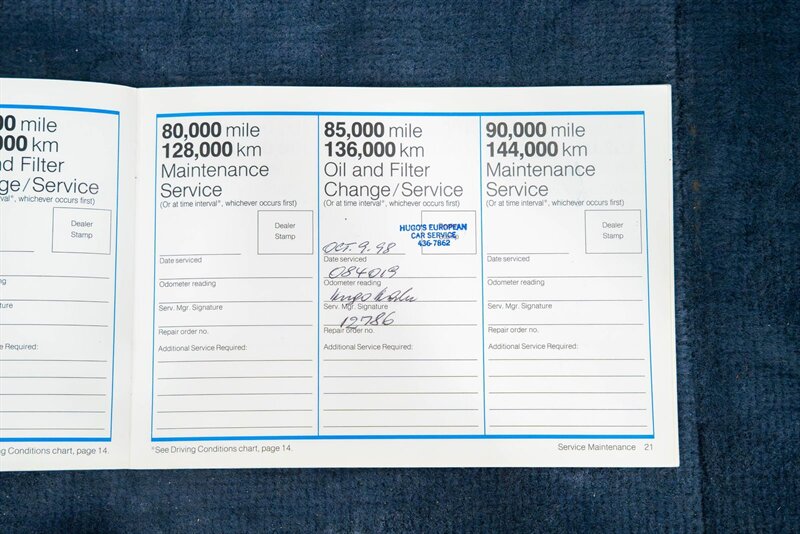 00 mile
000 km
nd Filter
ge/Service
val*, whichever occurs first)
Dealer
Stamp
ng
ature
o.
e Required:
ng Conditions chart, page 14.
80,000 mile
128,000 km
Maintenance
Service
(Or at time interval*, whichever occurs first)
Dealer
Stamp
Date serviced
Odometer reading
Serv. Mgr. Signature
Repair order no.
Additional Service Required:
85,000 mile
136,000 km
Oil and Filter
Change/Service
(Or at time interval*, whichever occurs first)
HUGO'S EUROPEAN
CAR SERVICE
436-7862
OCT. 9.98
Date serviced
084019
Odometer reading
Hugo
Serv. Mgr. Signature
12786
Repair order no.
Additional Service Required:
90,000 mile
144,000 km
Maintenance
Service
(Or at time interval*, whichever occurs first)
Dealer
Stamp
Date serviced
Odometer reading
Serv. Mgr. Signature
Repair order no.
Additional Service Required:
*See Driving Conditions chart, page 14.
Service Maintenance 21